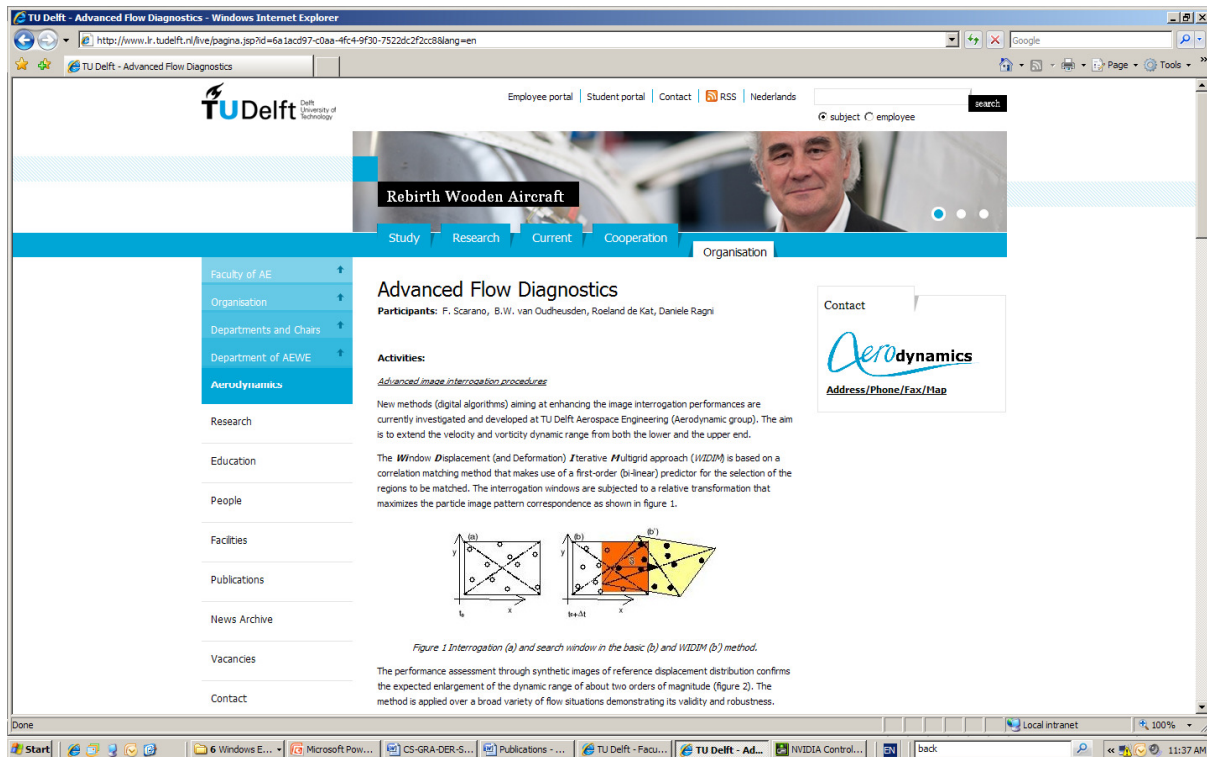 TU Delft - Advanced Flow Diagnostics - Windows Internet Explorer
http://www.lr.tudelft.nl/live/pagina.jsp?id=6a1acd97-c0aa-4fc4-9f30-7522dc2f2cc8&lang=en
Google
TU Delft - Advanced Flow Diagnostics
Page
Tools
TU Delft
Delft University of Technology
Employee portal
Student portal
Contact
RSS
Nederlands
search
subject
employee
Rebirth Wooden Aircraft
Study
Research
Current
Cooperation
Organisation
Faculty of AE
Organisation
Departments and Chairs
Department of AEWE
Aerodynamics
Research
Education
People
Facilities
Publications
News Archive
Vacancies
Contact
Advanced Flow Diagnostics
Participants: F. Scarano, B.W. van Oudheusden, Roeland de Kat, Daniele Ragni
Activities:
Advanced image interrogation procedures
New methods (digital algorithms) aiming at enhancing the image interrogation performances are
currently investigated and developed at TU Delft Aerospace Engineering (Aerodynamic group). The aim
is to extend the velocity and vorticity dynamic range from both the lower and the upper end.
The Window Displacement (and Deformation) Iterative Multigrid approach (WIDIM) is based on a
correlation matching method that makes use of a first-order (bi-linear) predictor for the selection of the
regions to be matched. The interrogation windows are subjected to a relative transformation that
maximizes the particle image pattern correspondence as shown in figure 1.
(a)
y
x
(b)
(b')
y
x
Figure 1 Interrogation (a) and search window in the basic (b) and WIDIM (b') method.
The performance assessment through synthetic images of reference displacement distribution confirms
the expected enlargement of the dynamic range of about two orders of magnitude (figure 2). The
method is applied over a broad variety of flow situations demonstrating its validity and robustness.
Contact
Aerodynamics
Address/Phone/Fax/Map
Done
Local intranet
100%
Start
6 Windows E...
Microsoft Pow...
CS-GRA-DER-S...
Publications - ...
TU Delft - Facu...
TU Delft - Ad...
NVIDIA Control...
EN
back
11:37 AM